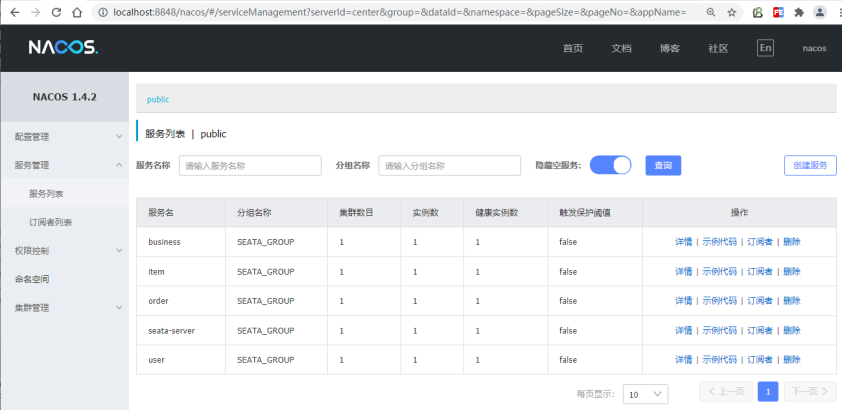 localhost:8848/nacos/#/serviceManagement?serverId=center&group=&dataId=&namespace=&pageSize=&pageNo=&appName=
NACOS. 首页 文档 博客 社区 En nacos
NACOS 1.4.2
配置管理
服务管理
服务列表
订阅者列表
权限控制
命名空间
集群管理
public
服务列表 | public
服务名称 请输入服务名称 分组名称 请输入分组名称 隐藏空服务: 查询 创建服务
服务名 分组名称 集群数目 实例数 健康实例数 触发保护阈值 操作
business SEATA_GROUP 1 1 1 false 详情 | 示例代码 | 订阅者 | 删除
item SEATA_GROUP 1 1 1 false 详情 | 示例代码 | 订阅者 | 删除
order SEATA_GROUP 1 1 1 false 详情 | 示例代码 | 订阅者 | 删除
seata-server SEATA_GROUP 1 1 1 false 详情 | 示例代码 | 订阅者 | 删除
user SEATA_GROUP 1 1 1 false 详情 | 示例代码 | 订阅者 | 删除
每页显示: 10 上一页 1 下一页